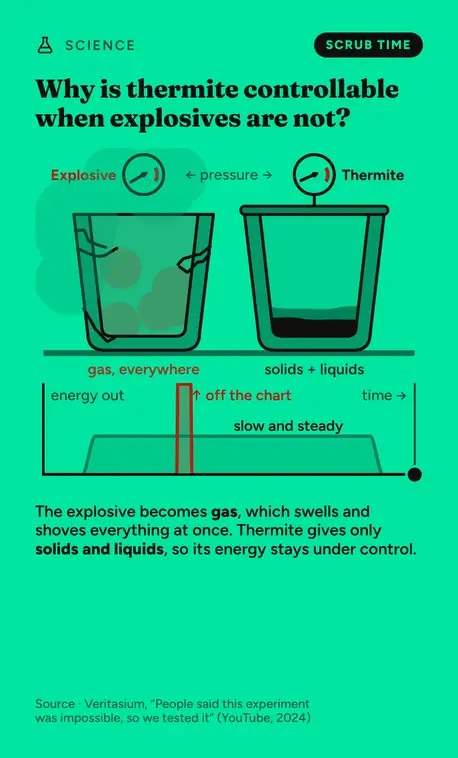 SCIENCE
SCRUB TIME
Why is thermite controllable
when explosives are not?
Explosive
← pressure →
Thermite
gas, everywhere
solids + liquids
energy out
↑ off the chart
time →
slow and steady
The explosive becomes gas, which swells and
shoves everything at once. Thermite gives only
solids and liquids, so its energy stays under control.
Source · Veritasium, “People said this experiment
was impossible, so we tested it” (YouTube, 2024)